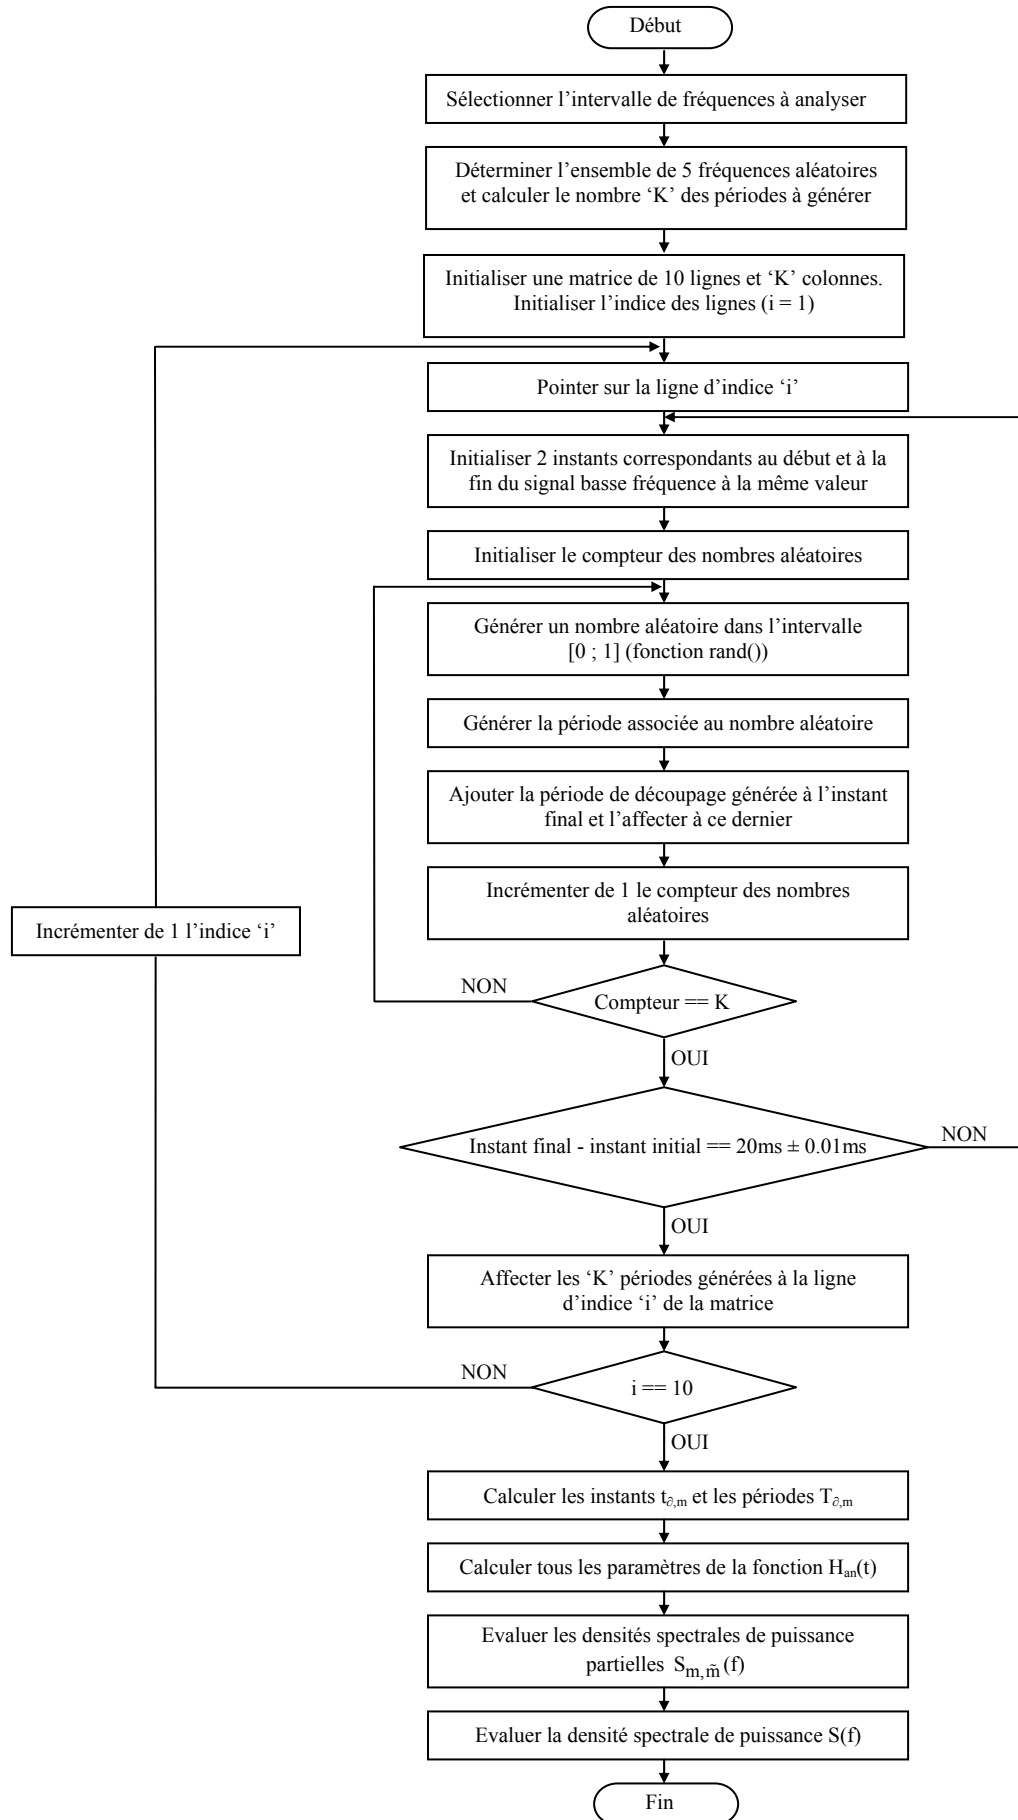 Début
Sélectionner l’intervalle de fréquences à analyser
Déterminer l’ensemble de 5 fréquences aléatoires
et calculer le nombre ‘K’ des périodes à générer
Initialiser une matrice de 10 lignes et ‘K’ colonnes.
Initialiser l’indice des lignes (i = 1)
Pointer sur la ligne d’indice ‘i’
Initialiser 2 instants correspondants au début et à la
fin du signal basse fréquence à la même valeur
Initialiser le compteur des nombres aléatoires
Générer un nombre aléatoire dans l’intervalle
[0 ; 1] (fonction rand())
Générer la période associée au nombre aléatoire
Ajouter la période de découpage générée à l’instant
final et l’affecter à ce dernier
Incrémenter de 1 le compteur des nombres
aléatoires
Incrémenter de 1 l’indice ‘i’
NON
Compteur == K
OUI
Instant final - instant initial == 20ms ± 0.01ms
NON
OUI
Affecter les ‘K’ périodes générées à la ligne
d’indice ‘i’ de la matrice
NON
i == 10
OUI
Calculer les instants t∂,m et les périodes T∂,m
Calculer tous les paramètres de la fonction Han(t)
Evaluer les densités spectrales de puissance
partielles Sm,m̃(f)
Evaluer la densité spectrale de puissance S(f)
Fin